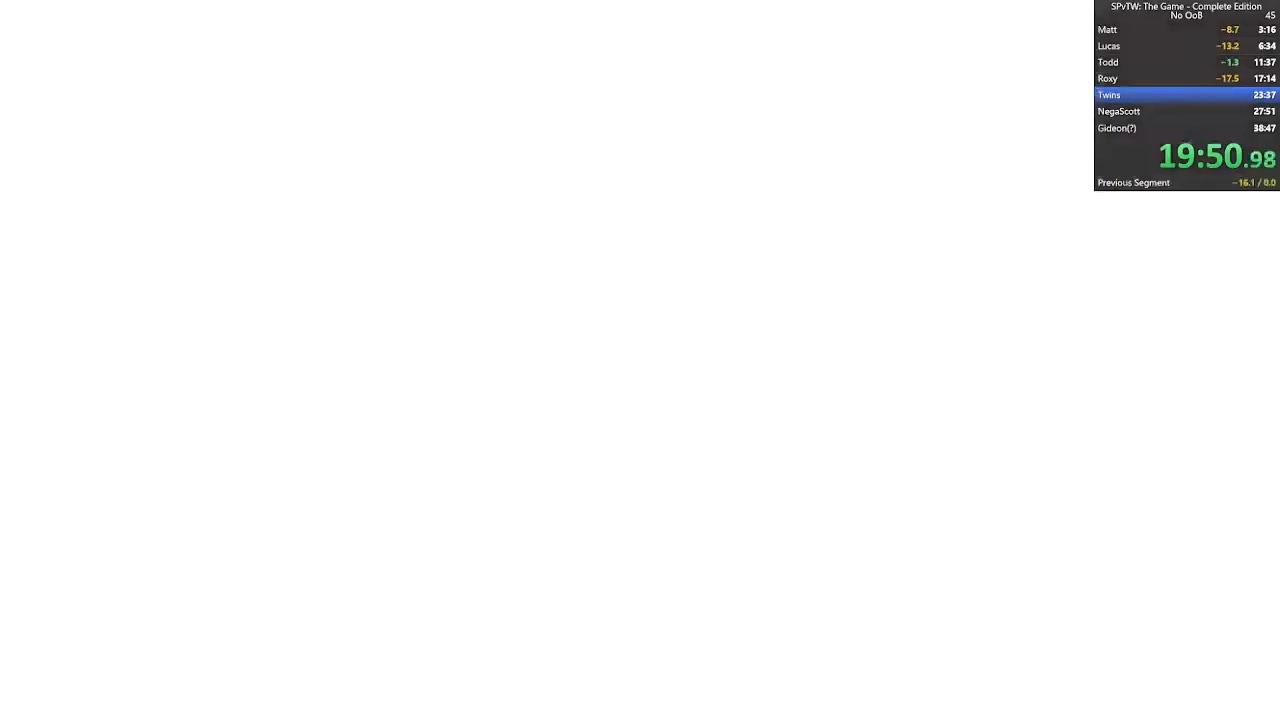 SPvTW: The Game - Complete Edition
No OoB 45
Matt -8.7 3:16
Lucas -13.2 6:34
Todd -1.3 11:37
Roxy -17.5 17:14
Twins 23:37
NegaScott 27:51
Gideon(?) 38:47
19:50.98
Previous Segment -16.1 / 0.0